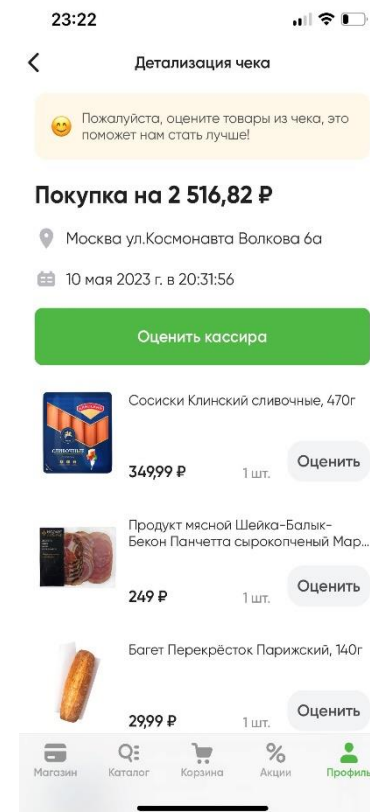 23:22
Детализация чека
Пожалуйста, оцените товары из чека, это
поможет нам стать лучше!
Покупка на 2 516,82 ₽
Москва ул.Космонавта Волкова 6а
10 мая 2023 г. в 20:31:56
Оценить кассира
Сосиски Клинский сливочные, 470г
349,99 ₽
1 шт.
Оценить
Продукт мясной Шейка-Балык-
Бекон Панчетта сырокопченый Мар...
249 ₽
1 шт.
Оценить
Багет Перекрёсток Парижский, 140г
29,99 ₽
1 шт.
Оценить
Магазин
Каталог
Корзина
Акции
Профиль